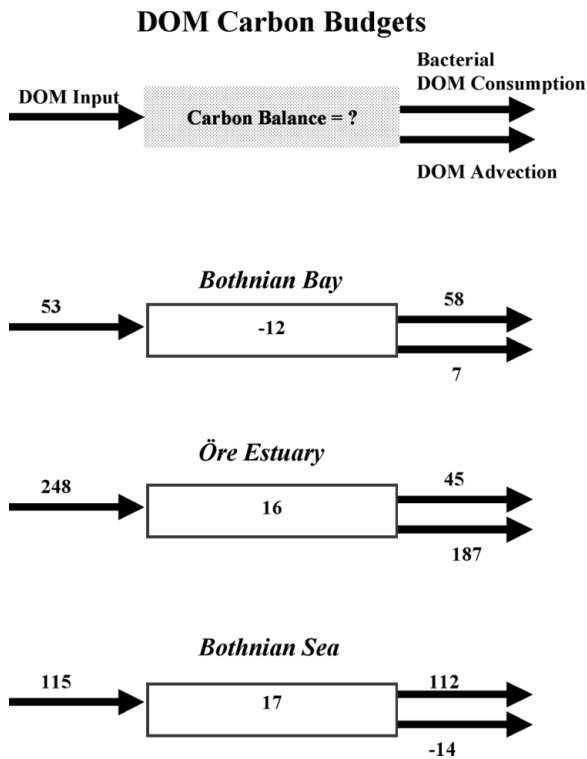 DOM Carbon Budgets
Bacterial
DOM Consumption
DOM Input
Carbon Balance = ?
DOM Advection
Bothnian Bay
53
58
-12
7
Öre Estuary
248
45
16
187
Bothnian Sea
115
112
17
-14